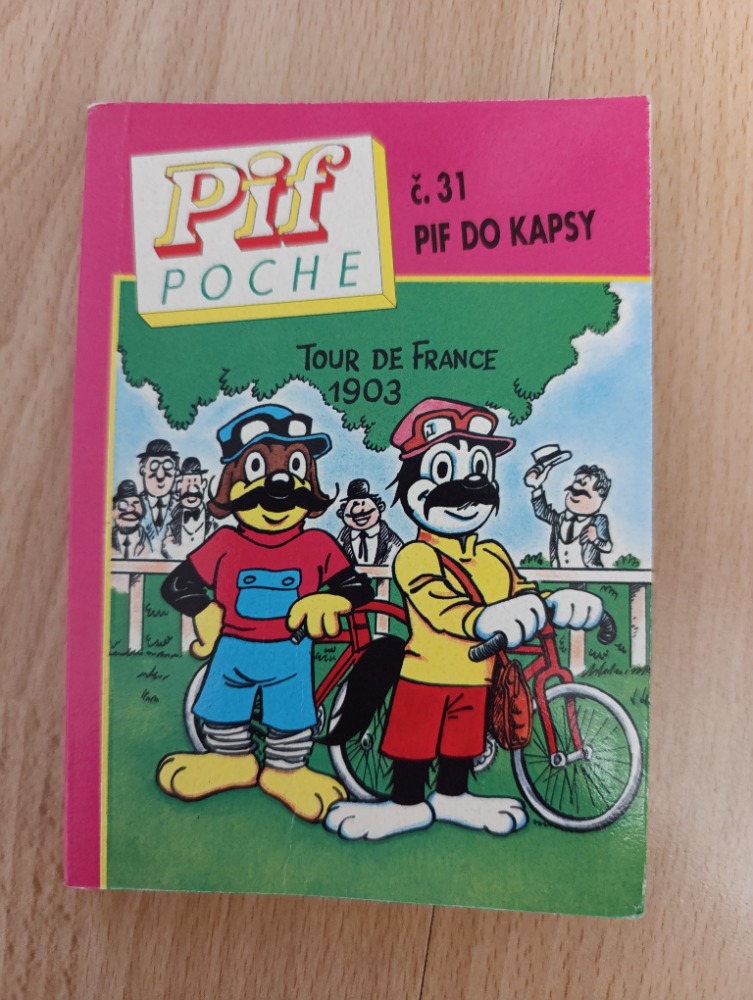 Pif
POCHE
č. 31
PIF DO KAPSY
TOUR DE FRANCE
1903